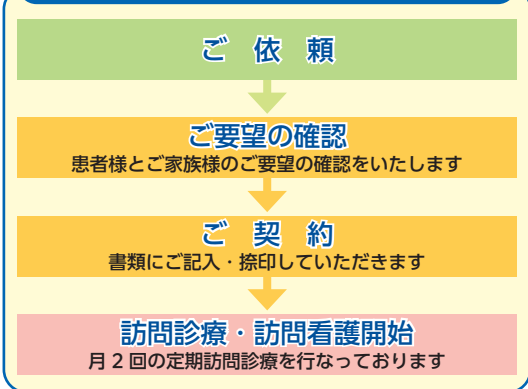 ご 依 頼
ご要望の確認
患者様とご家族様のご要望の確認をいたします
ご 契 約
書類にご記入・捺印していただきます
訪問診療・訪問看護開始
月2回の定期訪問診療を行なっております